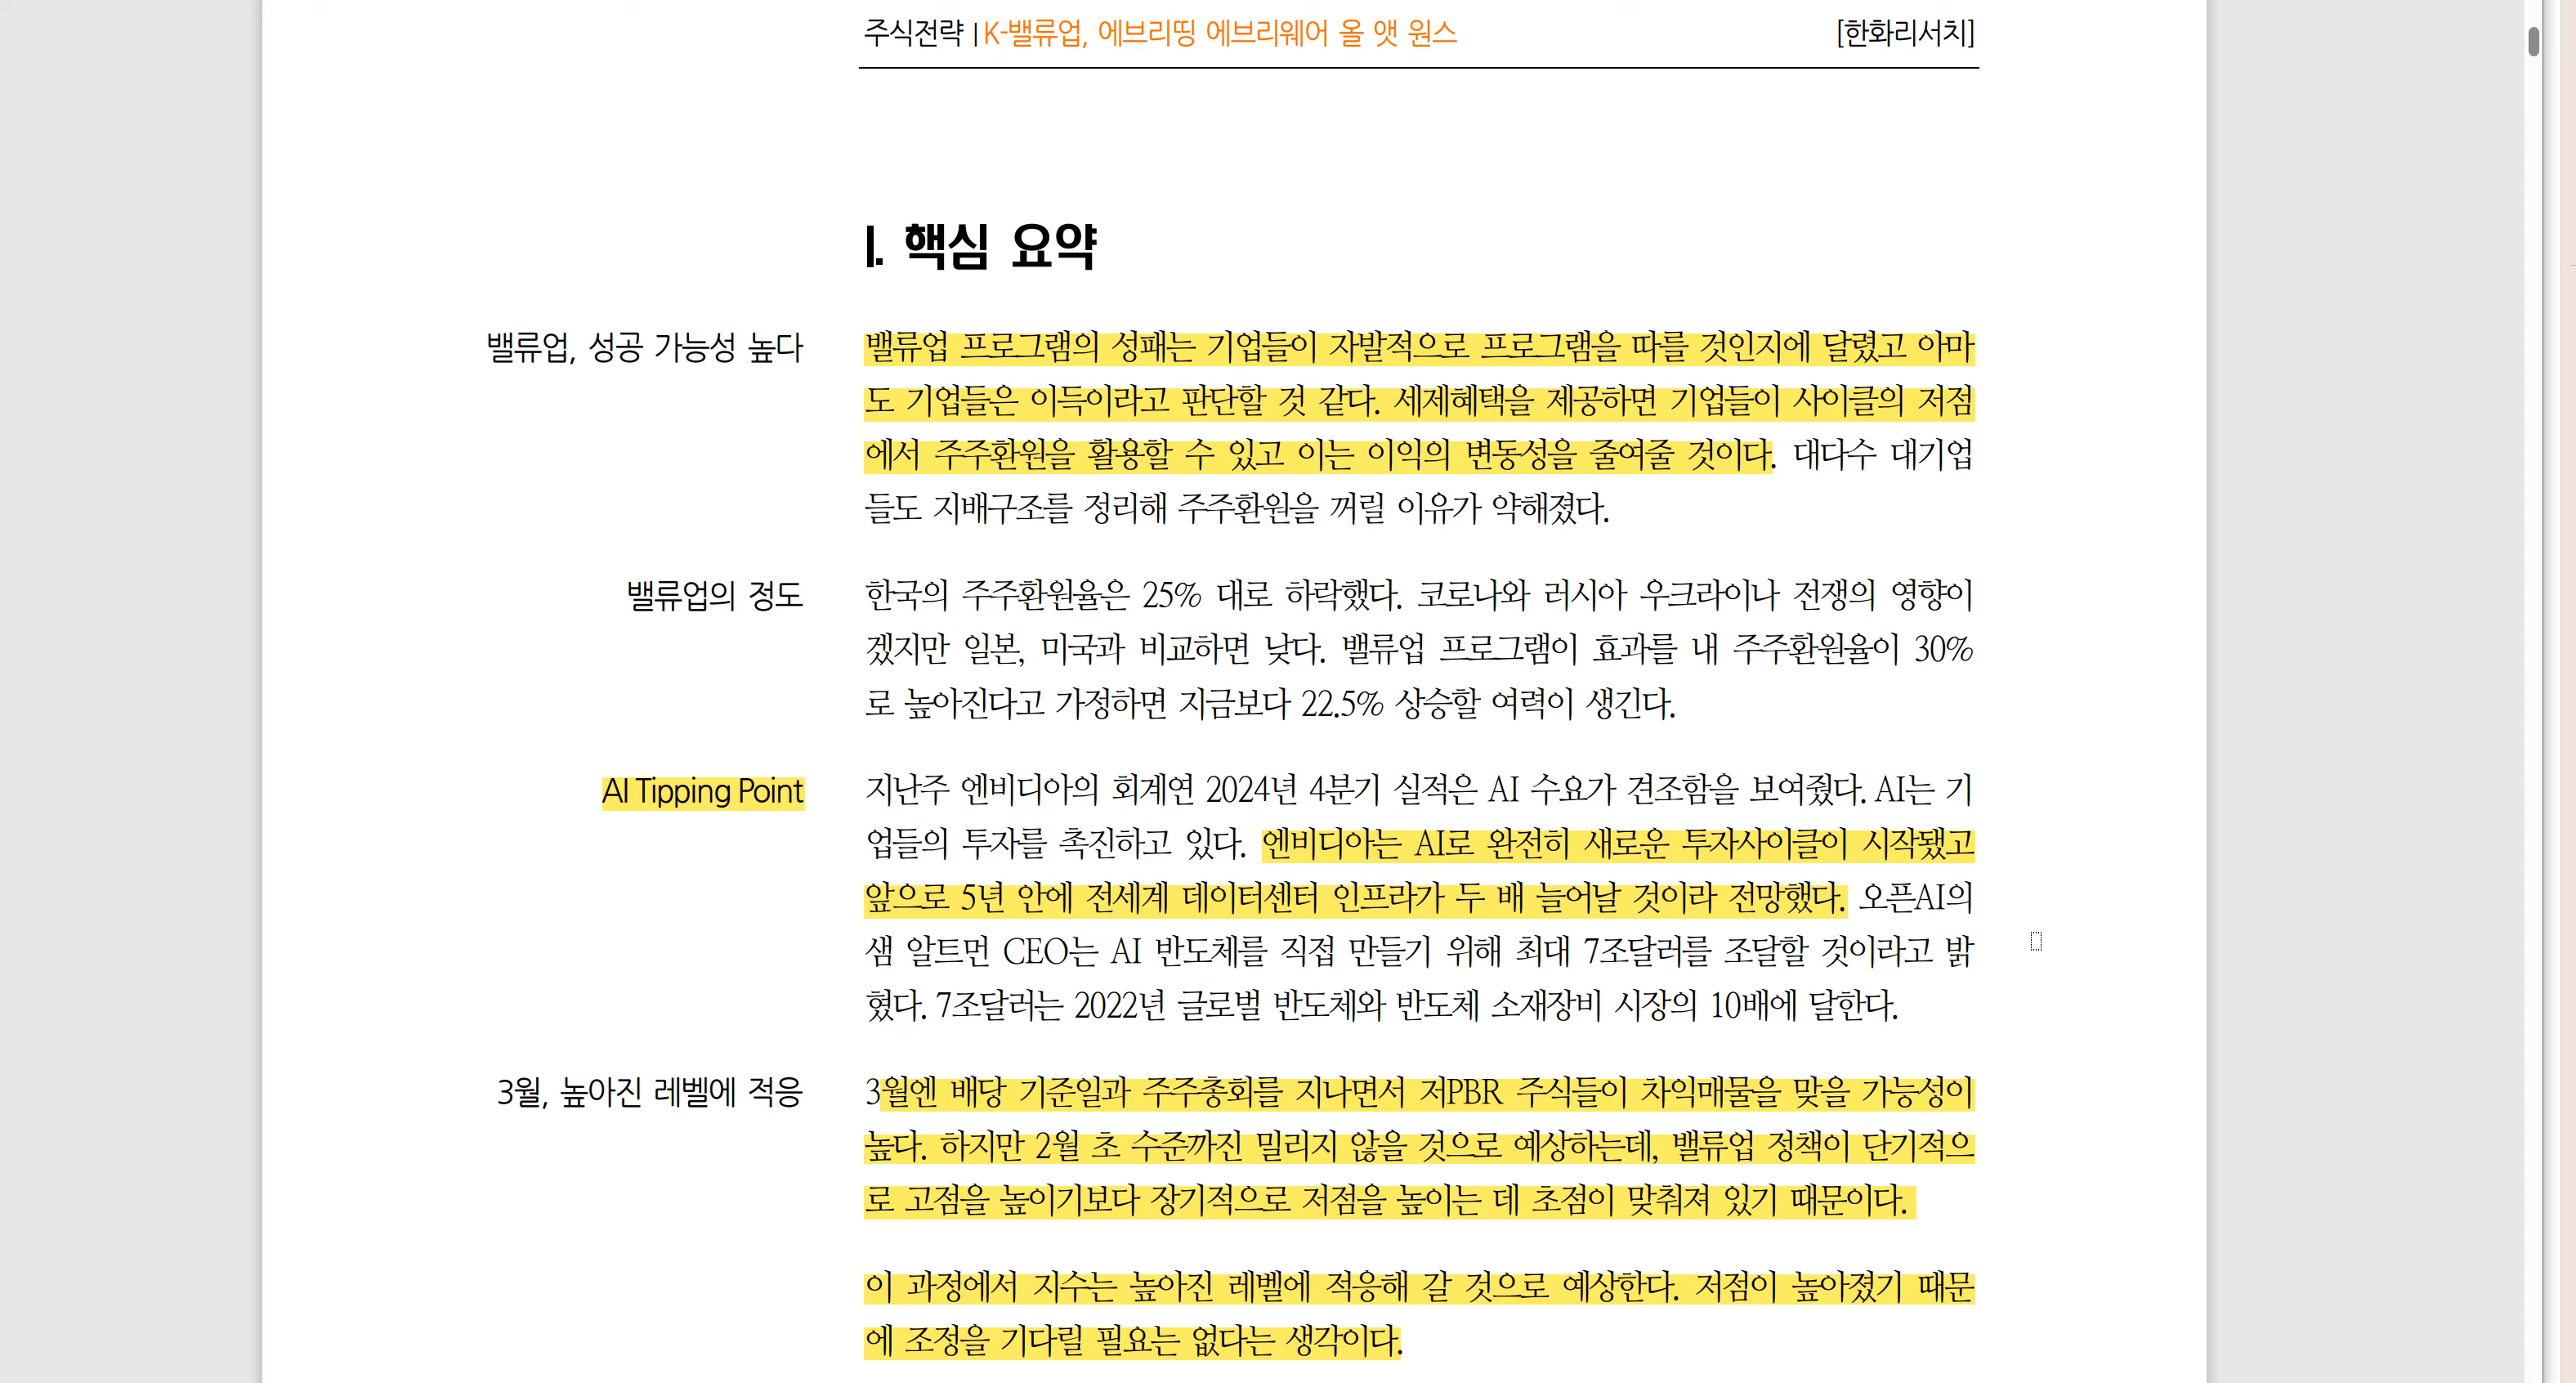 주식전략 | K-밸류업, 에브리띵 에브리웨어 올 앳 원스 [한화리서치]
I. 핵심 요약
밸류업, 성공 가능성 높다
밸류업 프로그램의 성패는 기업들이 자발적으로 프로그램을 따를 것인지에 달렸고 아마
도 기업들은 이득이라고 판단할 것 같다. 세제혜택을 제공하면 기업들이 사이클의 저점
에서 주주환원을 활용할 수 있고 이는 이익의 변동성을 줄여줄 것이다. 대다수 대기업
들도 지배구조를 정리해 주주환원을 꺼릴 이유가 약해졌다.
밸류업의 정도
한국의 주주환원율은 25% 대로 하락했다. 코로나와 러시아 우크라이나 전쟁의 영향이
겠지만 일본, 미국과 비교하면 낮다. 밸류업 프로그램이 효과를 내 주주환원율이 30%
로 높아진다고 가정하면 지금보다 22.5% 상승할 여력이 생긴다.
AI Tipping Point
지난주 엔비디아의 회계연 2024년 4분기 실적은 AI 수요가 견조함을 보여줬다. AI는 기
업들의 투자를 촉진하고 있다. 엔비디아는 AI로 완전히 새로운 투자사이클이 시작됐고
앞으로 5년 안에 전세계 데이터센터 인프라가 두 배 늘어날 것이라 전망했다. 오픈AI의
샘 알트먼 CEO는 AI 반도체를 직접 만들기 위해 최대 7조달러를 조달할 것이라고 밝
혔다. 7조달러는 2022년 글로벌 반도체와 반도체 소재장비 시장의 10배에 달한다.
3월, 높아진 레벨에 적응
3월엔 배당 기준일과 주주총회를 지나면서 저PBR 주식들이 차익매물을 맞을 가능성이
높다. 하지만 2월 초 수준까진 밀리지 않을 것으로 예상하는데, 밸류업 정책이 단기적으
로 고점을 높이기보다 장기적으로 저점을 높이는 데 초점이 맞춰져 있기 때문이다.
이 과정에서 지수는 높아진 레벨에 적응해 갈 것으로 예상한다. 저점이 높아졌기 때문
에 조정을 기다릴 필요는 없다는 생각이다.